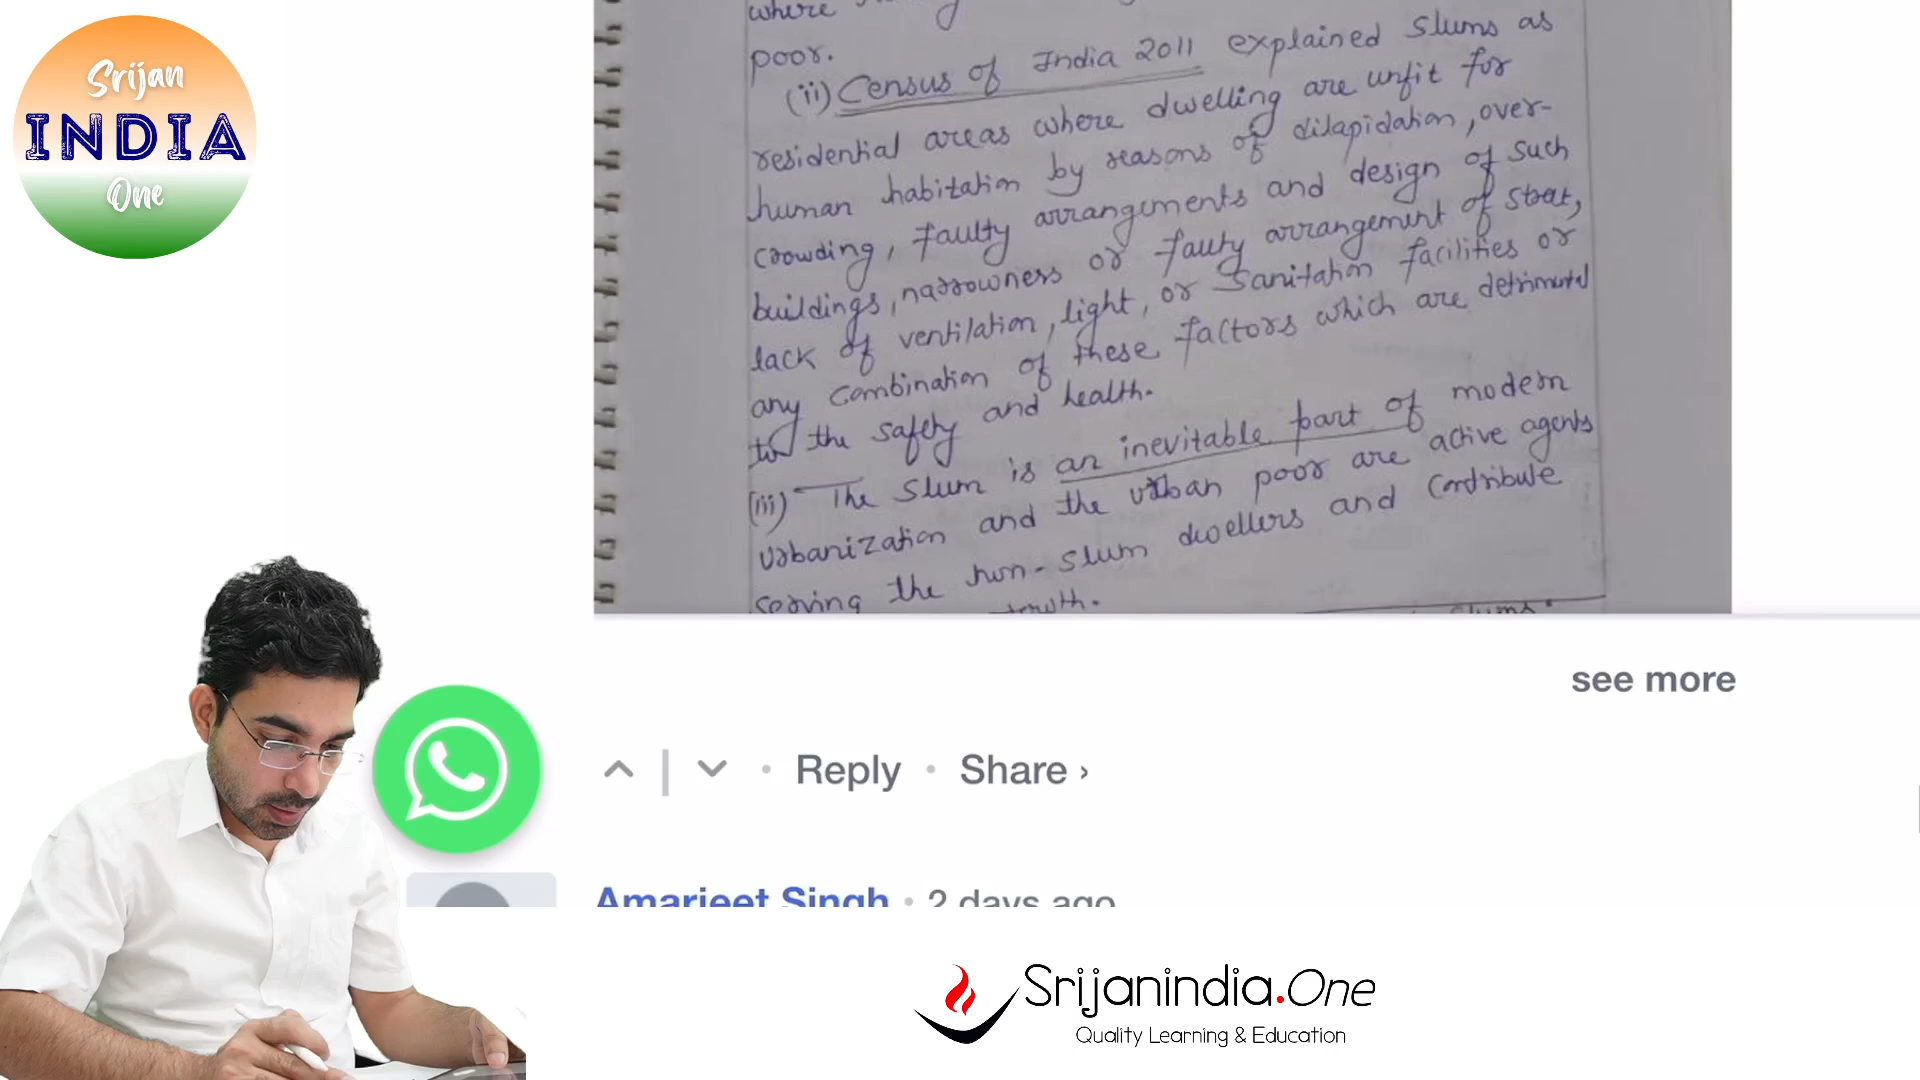 Srijan
INDIA
One
where
poor.
(ii) Census of India 2011 explained slums as
residential areas where dwelling are unfit for
human habitation by reasons of dilapidation, over-
crowding, faulty arrangements and design of such
buildings, narrowness or faulty arrangement of street,
lack of ventilation, light, or sanitation facilities or
any combination of these factors which are detrimental
to the safety and health.
(iii) The slum is an inevitable part of modern
urbanization and the urban poor are active agents
serving the non-slum dwellers and contribute
growth.
slums.
see more
Reply • Share ›
Amarjeet Singh • 2 days ago
Srijanindia.One
Quality Learning & Education